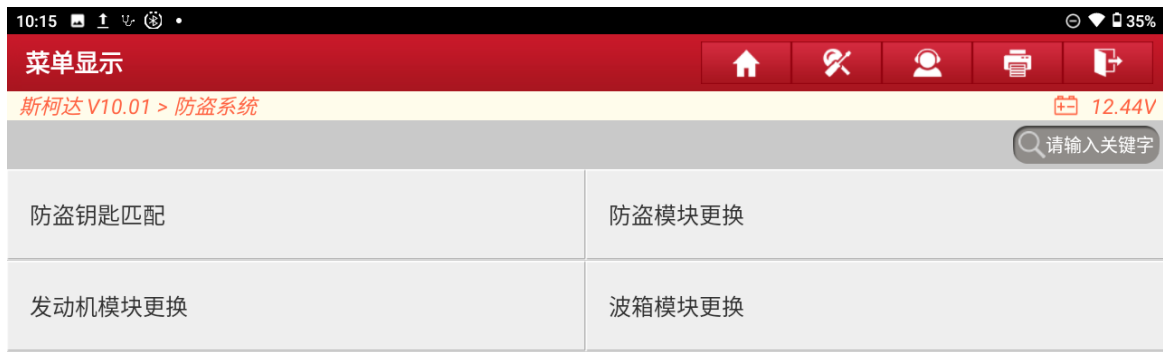 10:15
35%
菜单显示
斯柯达 V10.01 > 防盗系统
12.44V
请输入关键字
防盗钥匙匹配
防盗模块更换
发动机模块更换
波箱模块更换